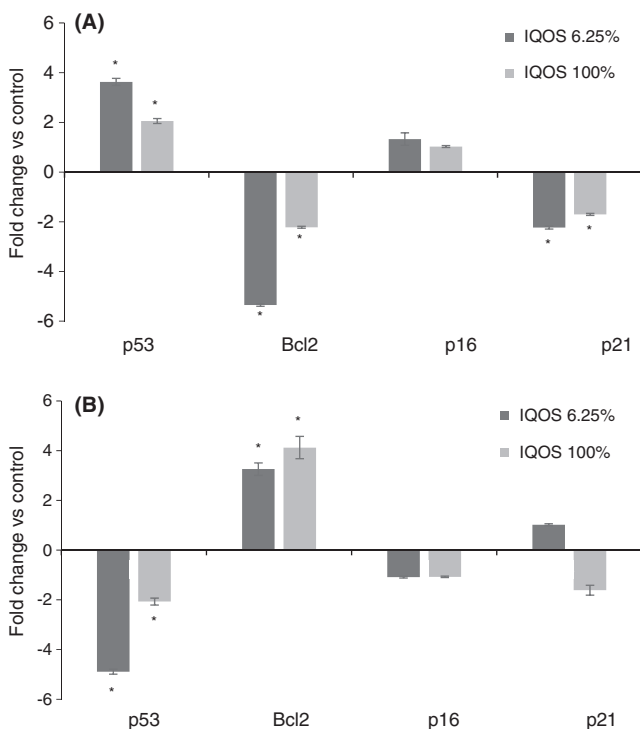 (A)
IQOS 6.25%
IQOS 100%
Fold change vs control
6
4
2
0
-2
-4
-6
*
*
*
*
*
*
p53 Bcl2 p16 p21
(B)
IQOS 6.25%
IQOS 100%
Fold change vs control
6
4
2
0
-2
-4
-6
*
*
*
*
p53 Bcl2 p16 p21